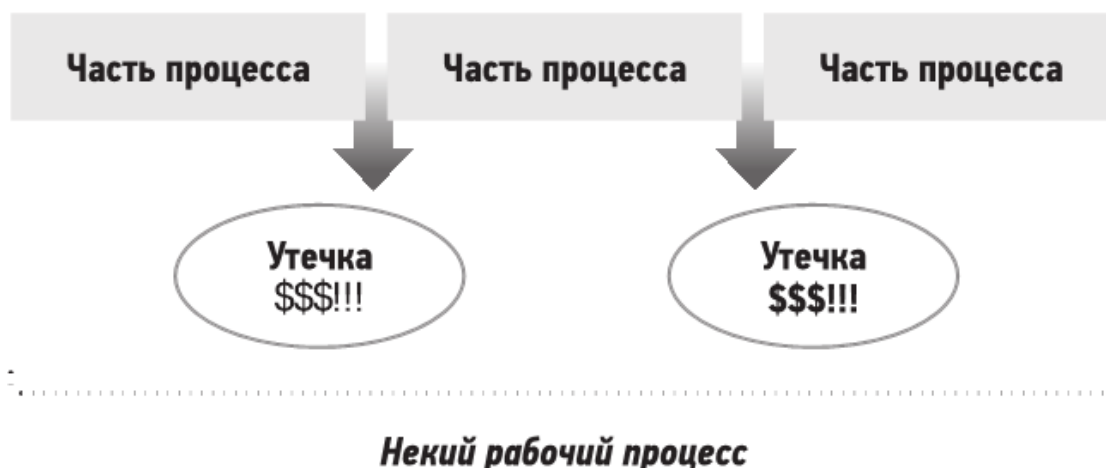 Часть процесса Часть процесса Часть процесса
Утечка Утечка
$$$!!! $$$!!!
Некий рабочий процесс